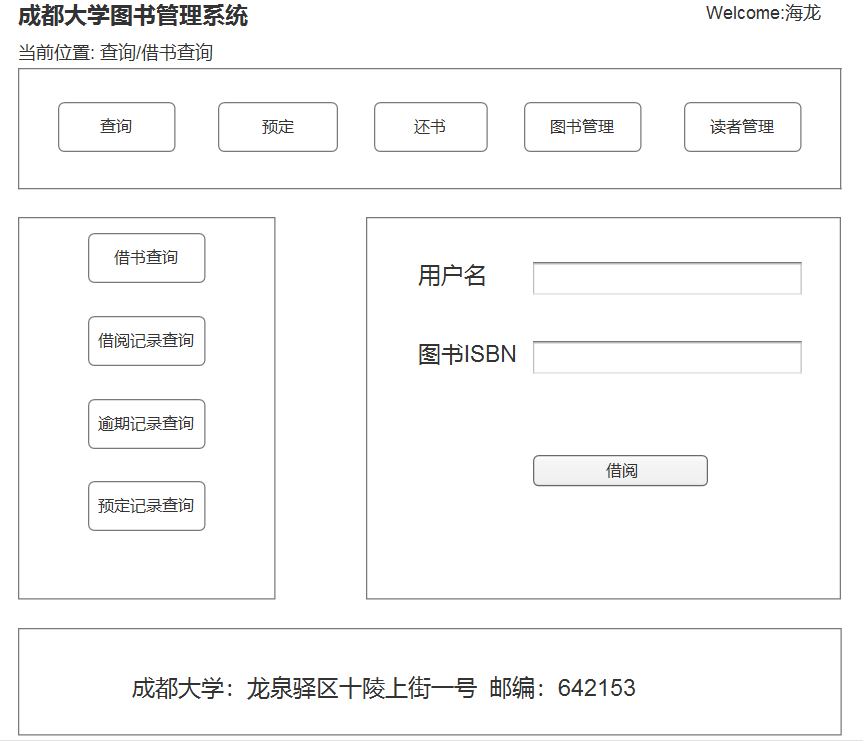 成都大学图书管理系统
Welcome:海龙
当前位置: 查询/借书查询
查询
预定
还书
图书管理
读者管理
借书查询
借阅记录查询
逾期记录查询
预定记录查询
用户名
图书ISBN
借阅
成都大学：龙泉驿区十陵上街一号 邮编：642153